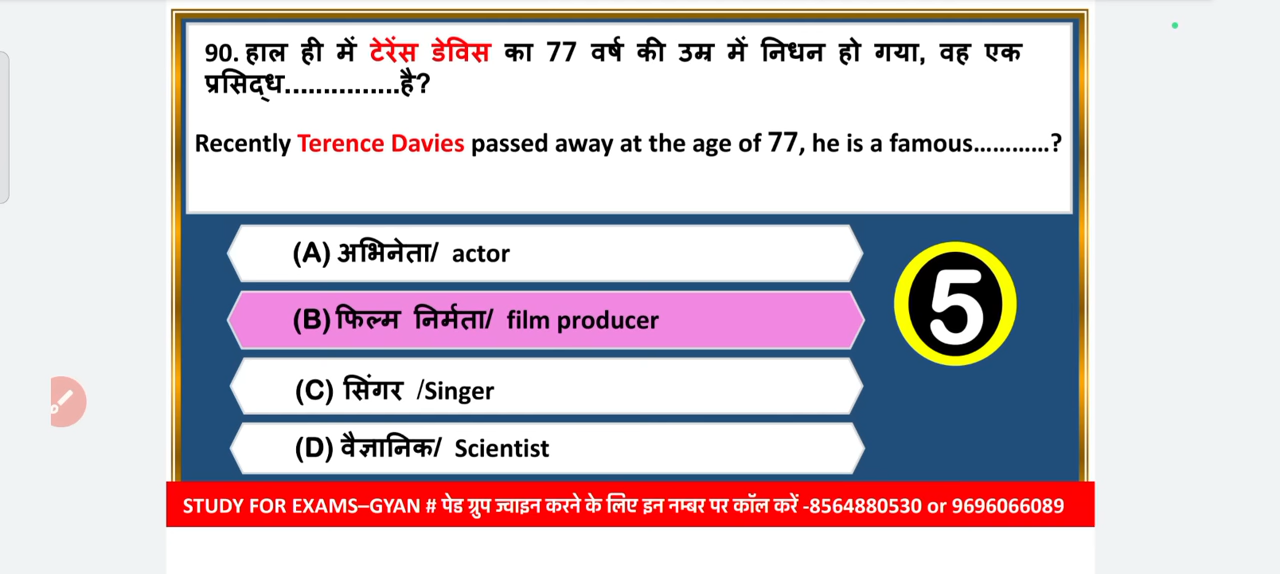 90. हाल ही में टेरेंस डेविस का 77 वर्ष की उम्र में निधन हो गया, वह एक
प्रसिद्ध...............है?
Recently Terence Davies passed away at the age of 77, he is a famous............?
(A) अभिनेता/ actor
(B) फिल्म निर्मता/ film producer
5
(C) सिंगर /Singer
(D) वैज्ञानिक/ Scientist
STUDY FOR EXAMS–GYAN # पेड ग्रुप ज्वाइन करने के लिए इन नम्बर पर कॉल करें -8564880530 or 9696066089